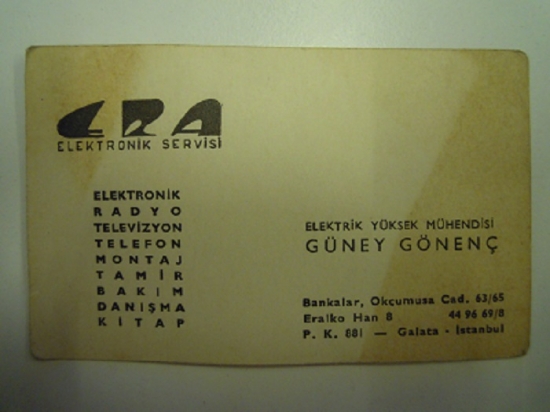 ERA
ELEKTRONİK SERVİSİ
ELEKTRONİK
RADYO
TELEVİZYON
TELEFON
MONTAJ
TAMİR
BAKIM
DANIŞMA
KİTAP
ELEKTRİK YÜKSEK MÜHENDİSİ
GÜNEY GÖNENÇ
Bankalar, Okçumusa Cad. 63/65
Eralko Han 8 44 96 69/8
P. K. 881 — Galata - İstanbul